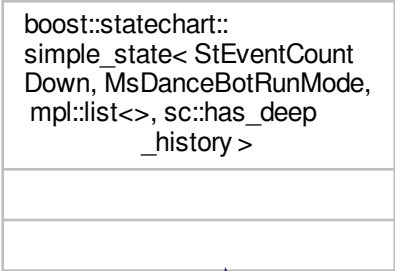 boost::statechart::
simple_state< StEventCount
Down, MsDanceBotRunMode,
mpl::list<>, sc::has_deep
_history >